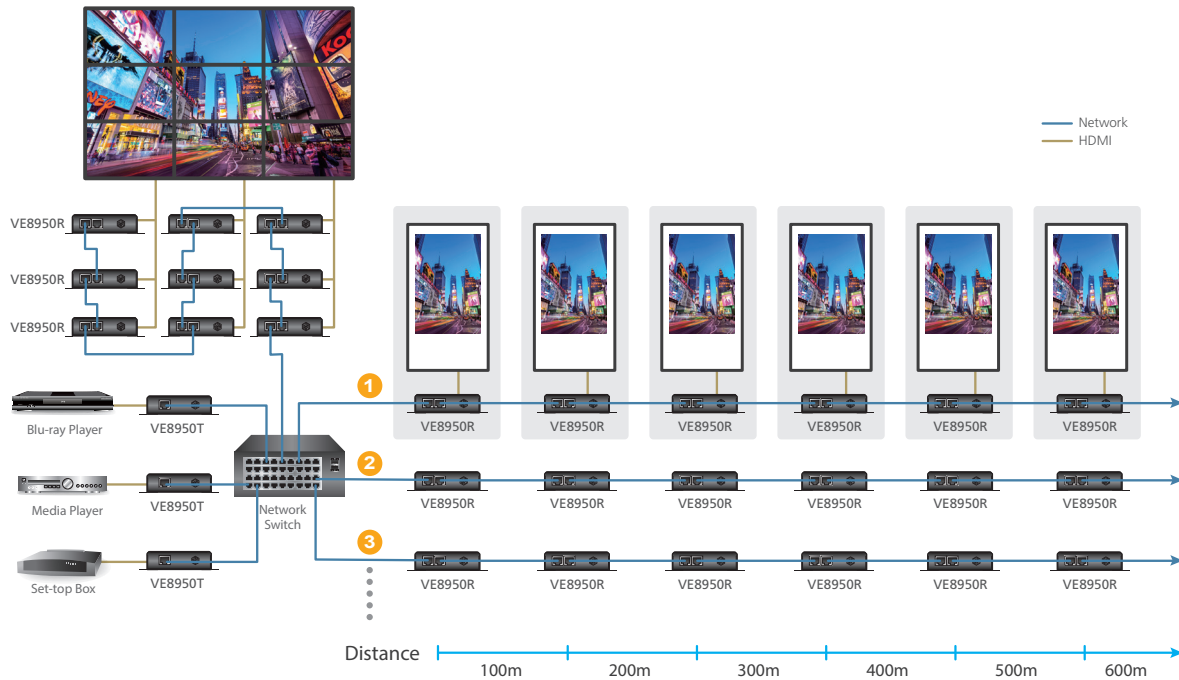 Network
HDMI
VE8950R
VE8950R
VE8950R
1
Blu-ray Player
VE8950T
VE8950R
VE8950R
VE8950R
VE8950R
VE8950R
VE8950R
2
Media Player
VE8950T
Network
Switch
VE8950R
VE8950R
VE8950R
VE8950R
VE8950R
VE8950R
3
Set-top Box
VE8950T
VE8950R
VE8950R
VE8950R
VE8950R
VE8950R
VE8950R
Distance
100m
200m
300m
400m
500m
600m